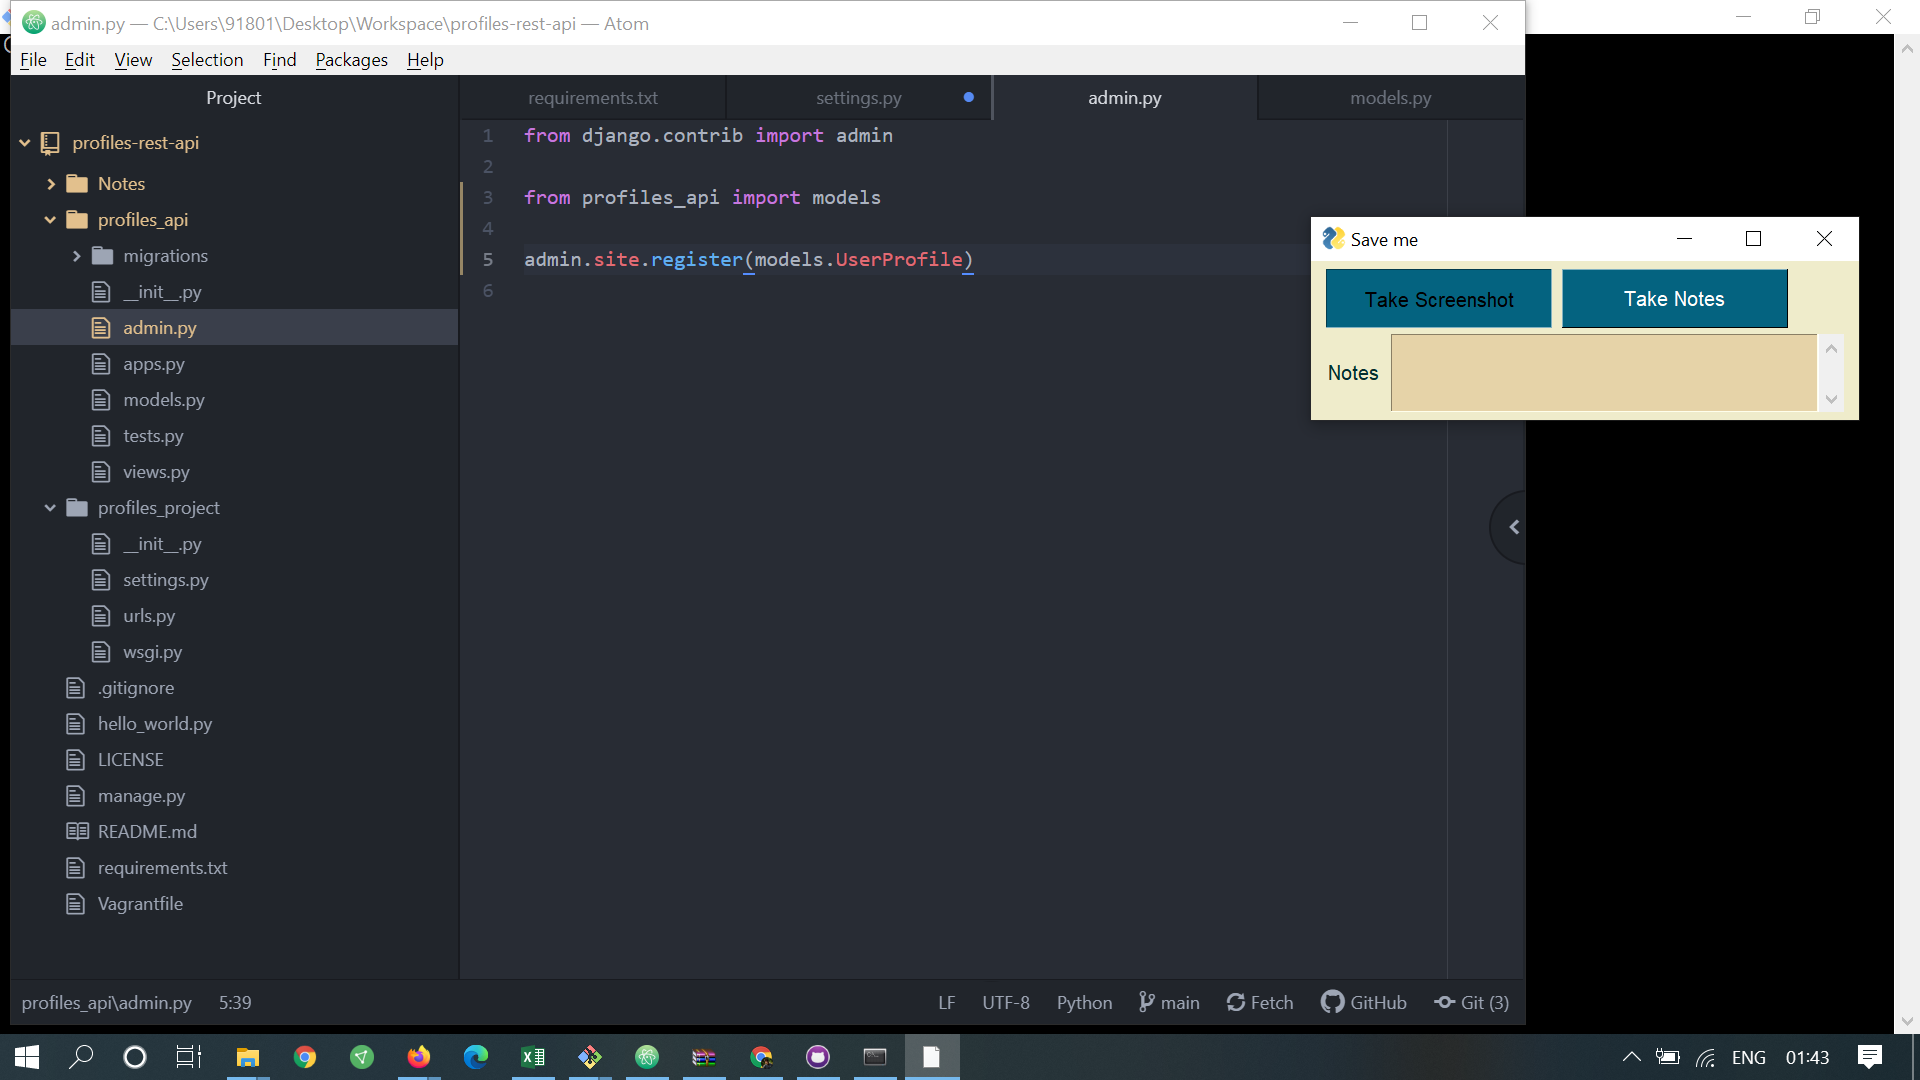 admin.py — C:\Users\91801\Desktop\Workspace\profiles-rest-api — Atom
File Edit View Selection Find Packages Help
Project
requirements.txt settings.py admin.py models.py
profiles-rest-api
Notes
profiles_api
migrations
__init__.py
admin.py
apps.py
models.py
tests.py
views.py
profiles_project
__init__.py
settings.py
urls.py
wsgi.py
.gitignore
hello_world.py
LICENSE
manage.py
README.md
requirements.txt
Vagrantfile
1 from django.contrib import admin
2
3 from profiles_api import models
4
5 admin.site.register(models.UserProfile)
6
Save me
Take Screenshot Take Notes
Notes
profiles_api\admin.py 5:39 LF UTF-8 Python main Fetch GitHub Git (3)
ENG 01:43